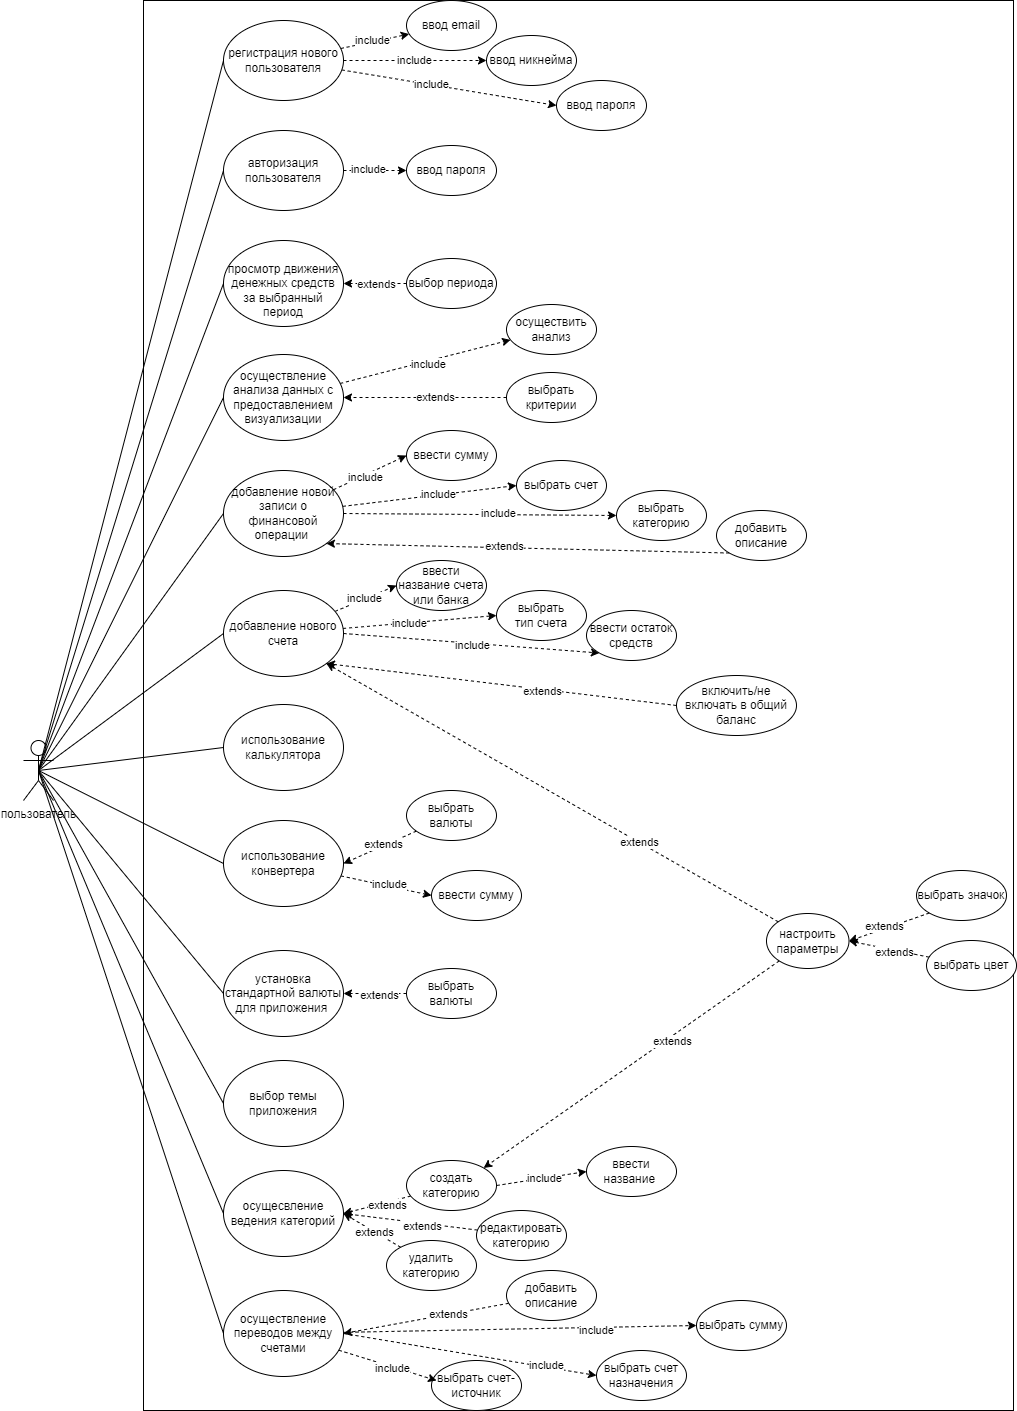 ввод email
include
регистрация нового
пользователя
include
ввод никнейма
include
ввод пароля
авторизация
пользователя
include
ввод пароля
просмотр движения
денежных средств
за выбранный
период
extends
выбор периода
осуществить
анализ
include
осуществление
анализа данных с
предоставлением
визуализации
extends
выбрать
критерии
ввести сумму
include
добавление новой
записи о
финансовой
операции
include
выбрать счет
include
выбрать
категорию
добавить
описание
extends
ввести
название счета
или банка
include
добавление нового
счета
include
выбрать
тип счета
include
ввести остаток
средств
extends
включить/не
включать в общий
баланс
использование
калькулятора
пользователь
выбрать
валюты
extends
extends
использование
конвертера
include
ввести сумму
выбрать значок
extends
настроить
параметры
extends
выбрать цвет
установка
стандартной валюты
для приложения
extends
выбрать
валюты
extends
выбор темы
приложения
создать
категорию
include
ввести
название
extends
осущесвление
ведения категорий
extends
редактировать
категорию
extends
удалить
категорию
добавить
описание
extends
осуществление
переводов между
счетами
include
выбрать сумму
include
выбрать счет
назначения
include
выбрать счет-
источник